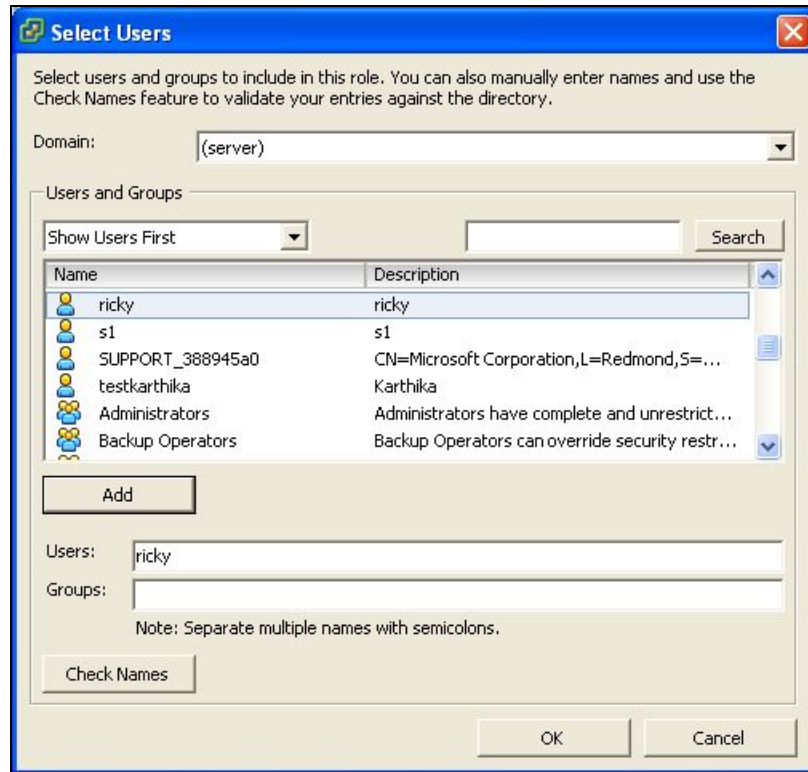 Select Users
Select users and groups to include in this role. You can also manually enter names and use the
Check Names feature to validate your entries against the directory.
Domain: (server)
Users and Groups
Show Users First Search
Name Description
ricky ricky
s1 s1
SUPPORT_388945a0 CN=Microsoft Corporation,L=Redmond,S=...
testkarthika Karthika
Administrators Administrators have complete and unrestrict...
Backup Operators Backup Operators can override security restr...
Add
Users: ricky
Groups:
Note: Separate multiple names with semicolons.
Check Names
OK Cancel